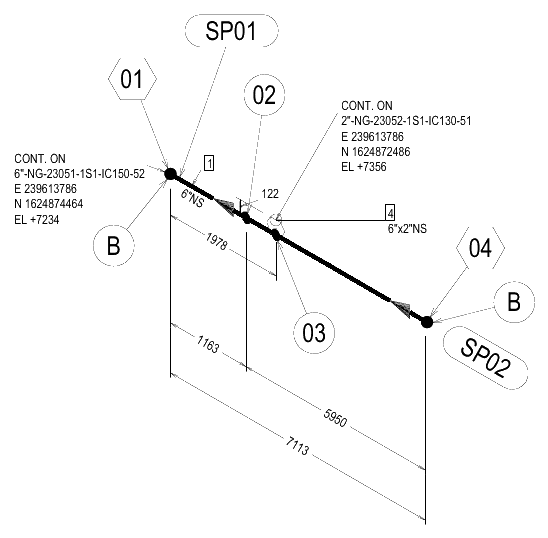 SP01
01
02
CONT. ON
2"-NG-23052-1S1-IC130-51
E 239613786
N 1624872486
EL +7356
CONT. ON
6"-NG-23051-1S1-IC150-52
E 239613786
N 1624874464
EL +7234
1
6"NS
122
4
6"x2"NS
B
1978
04
B
03
SP02
1163
5950
7113